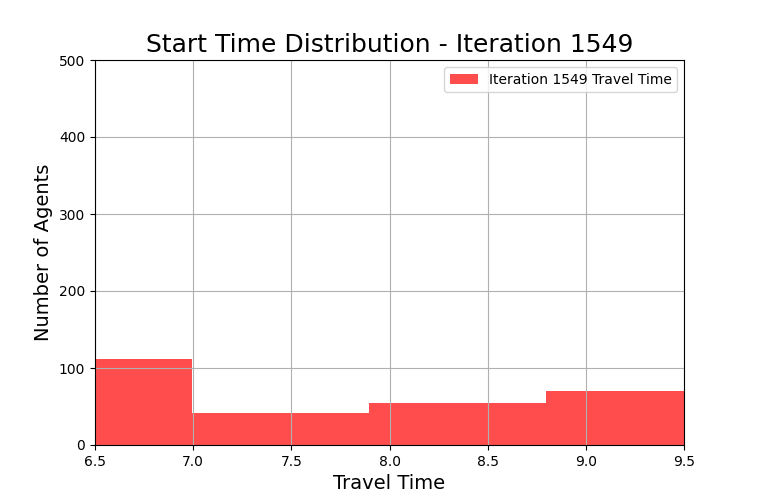 Start Time Distribution - Iteration 1549
500
Iteration 1549 Travel Time
400
300
200
100
0
Number of Agents
6.5 7.0 7.5 8.0 8.5 9.0 9.5
Travel Time